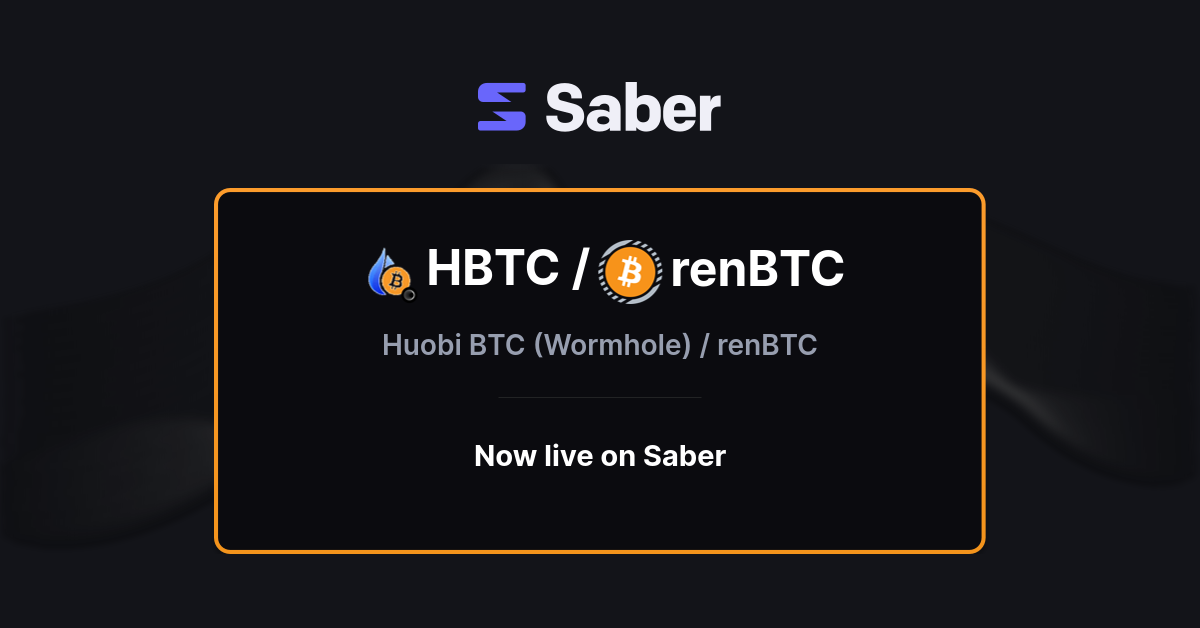 Saber
HBTC / renBTC
Huobi BTC (Wormhole) / renBTC
Now live on Saber